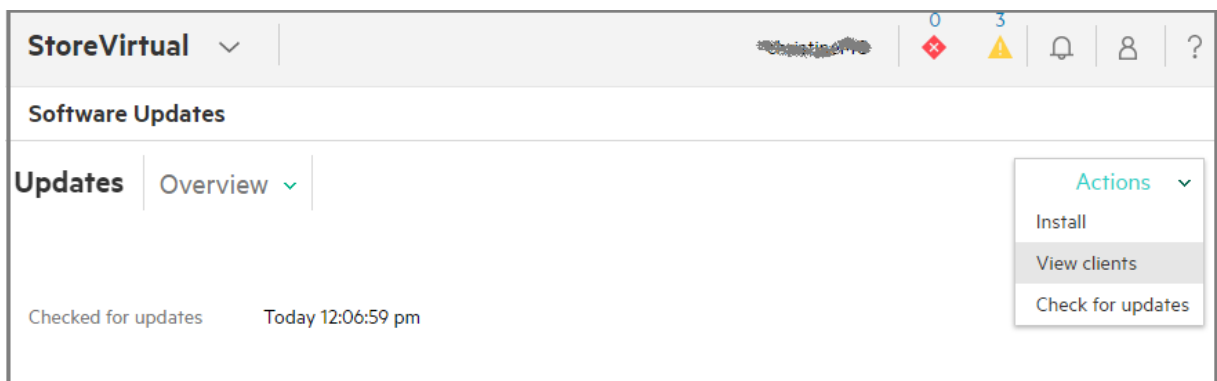 0 3
StoreVirtual
?
Software Updates
Updates Overview Actions
Install
View clients
Check for updates
Checked for updates Today 12:06:59 pm